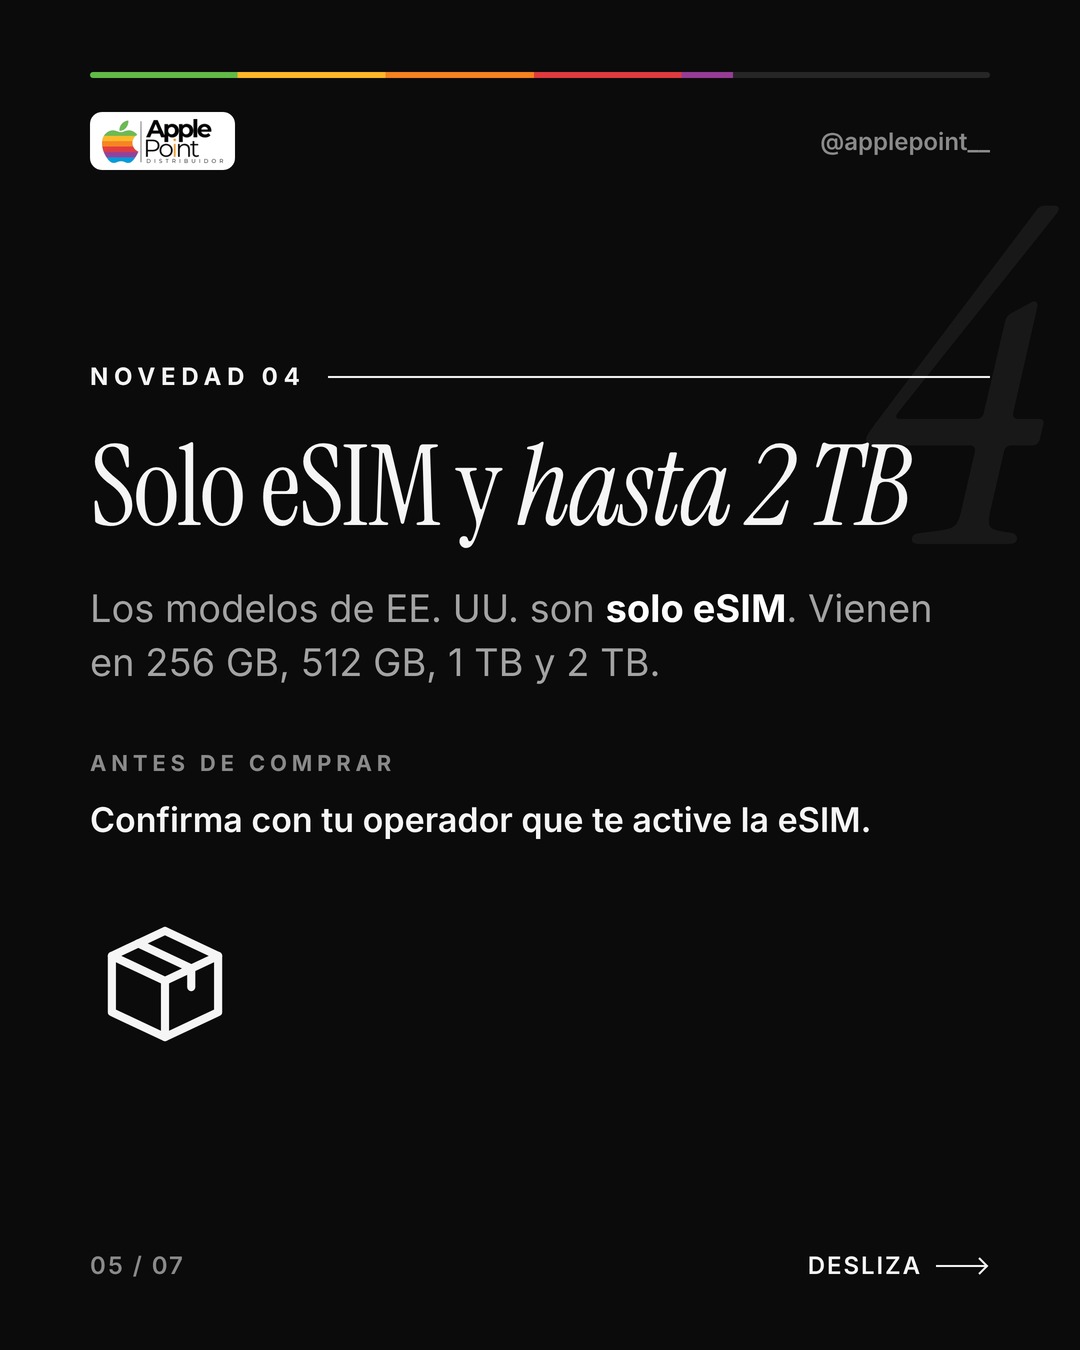 Apple
Point
DISTRIBUIDOR
@applepoint__
4
NOVEDAD 04
Solo eSIM y hasta 2 TB
Los modelos de EE. UU. son solo eSIM. Vienen
en 256 GB, 512 GB, 1 TB y 2 TB.
ANTES DE COMPRAR
Confirma con tu operador que te active la eSIM.
05 / 07
DESLIZA